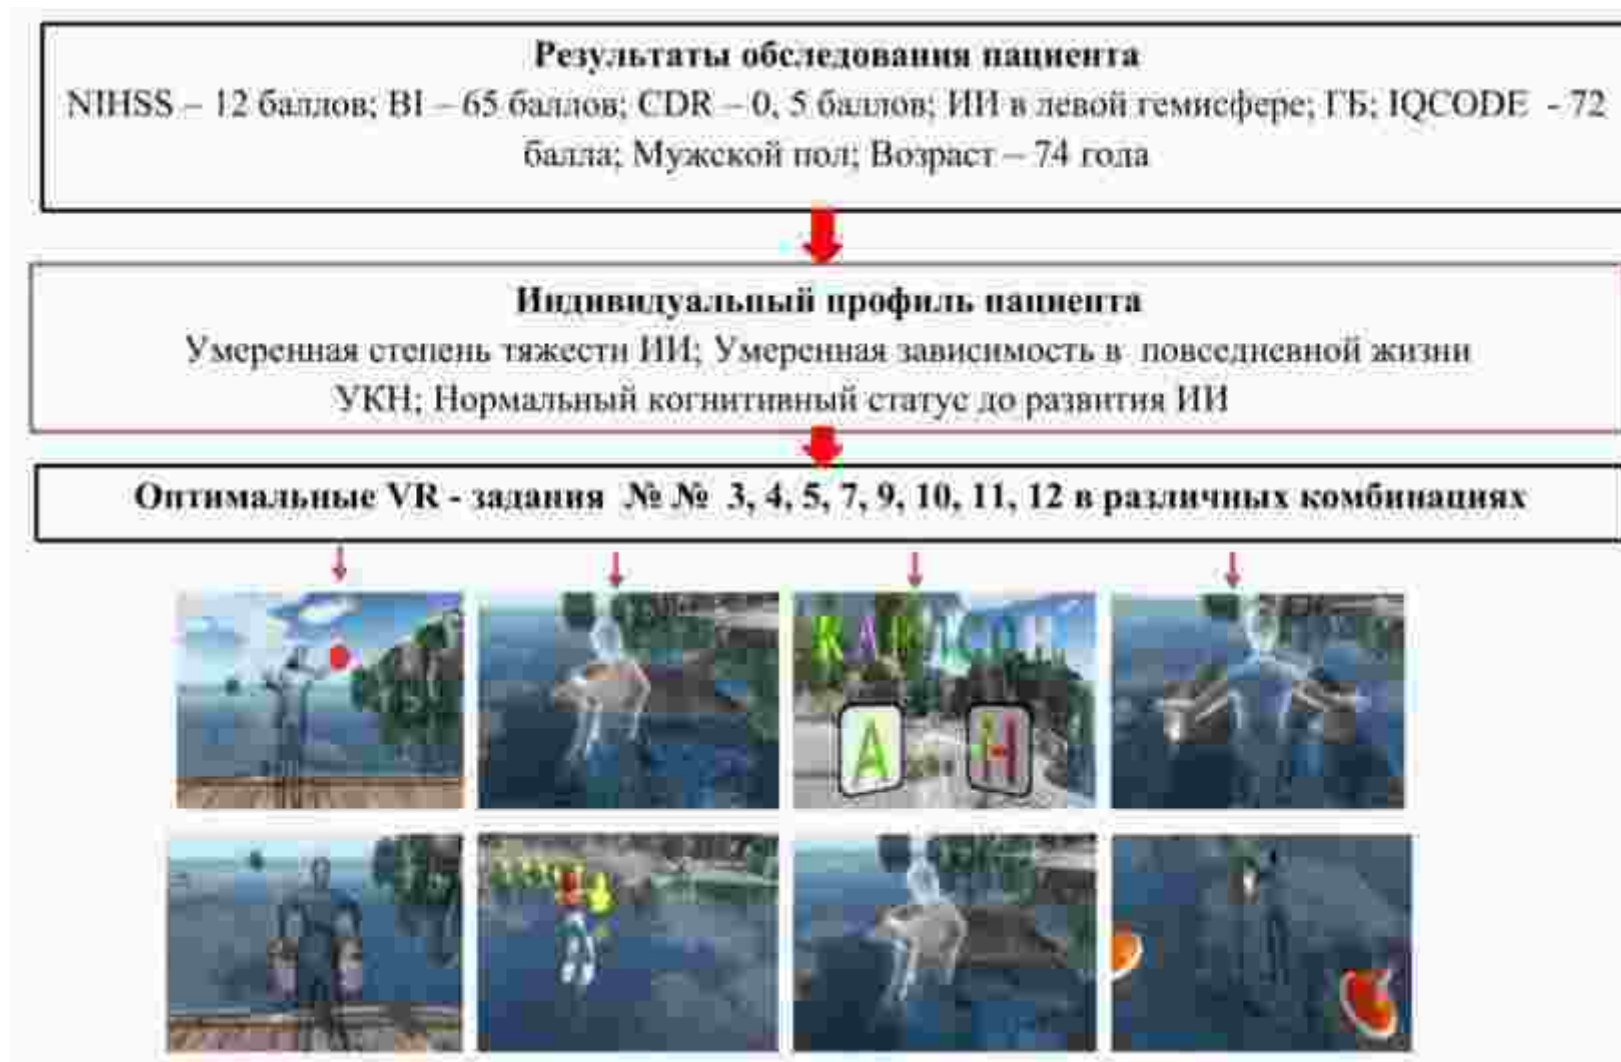 Результаты обследования пациента
NIHSS – 12 баллов; BI – 65 баллов; CDR – 0, 5 баллов; ИИ в левой гемисфере; ГБ; IQCODE - 72
балла; Мужской пол; Возраст – 74 года
Индивидуальный профиль пациента
Умеренная степень тяжести ИИ; Умеренная зависимость в повседневной жизни
УКН; Нормальный когнитивный статус до развития ИИ
Оптимальные VR - задания № № 3, 4, 5, 7, 9, 10, 11, 12 в различных комбинациях
А Н